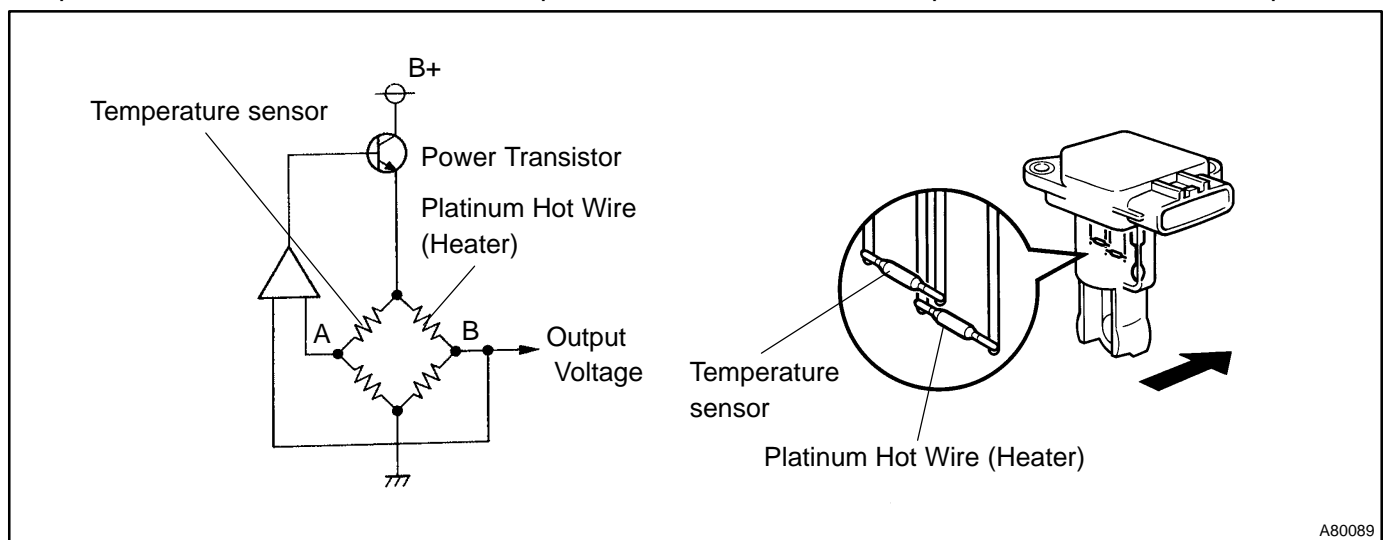 B+
Temperature sensor
Power Transistor
Platinum Hot Wire
(Heater)
A
B
Output
Voltage
Temperature
sensor
Platinum Hot Wire (Heater)
A80089